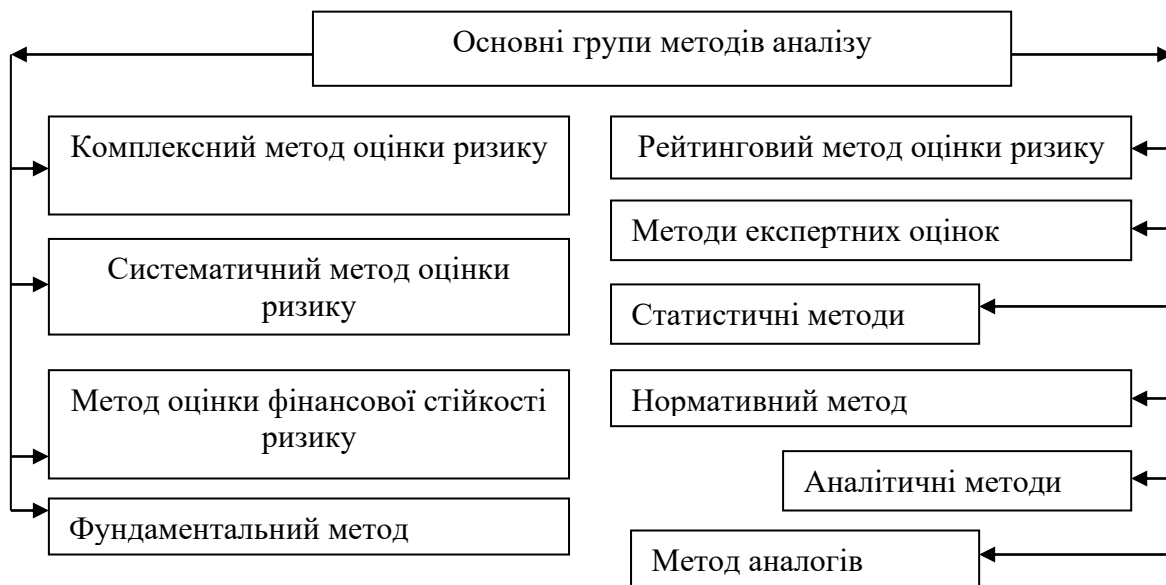 Основні групи методів аналізу
Комплексний метод оцінки ризику
Систематичний метод оцінки
ризику
Метод оцінки фінансової стійкості
ризику
Фундаментальний метод
Рейтинговий метод оцінки ризику
Методи експертних оцінок
Статистичні методи
Нормативний метод
Аналітичні методи
Метод аналогів